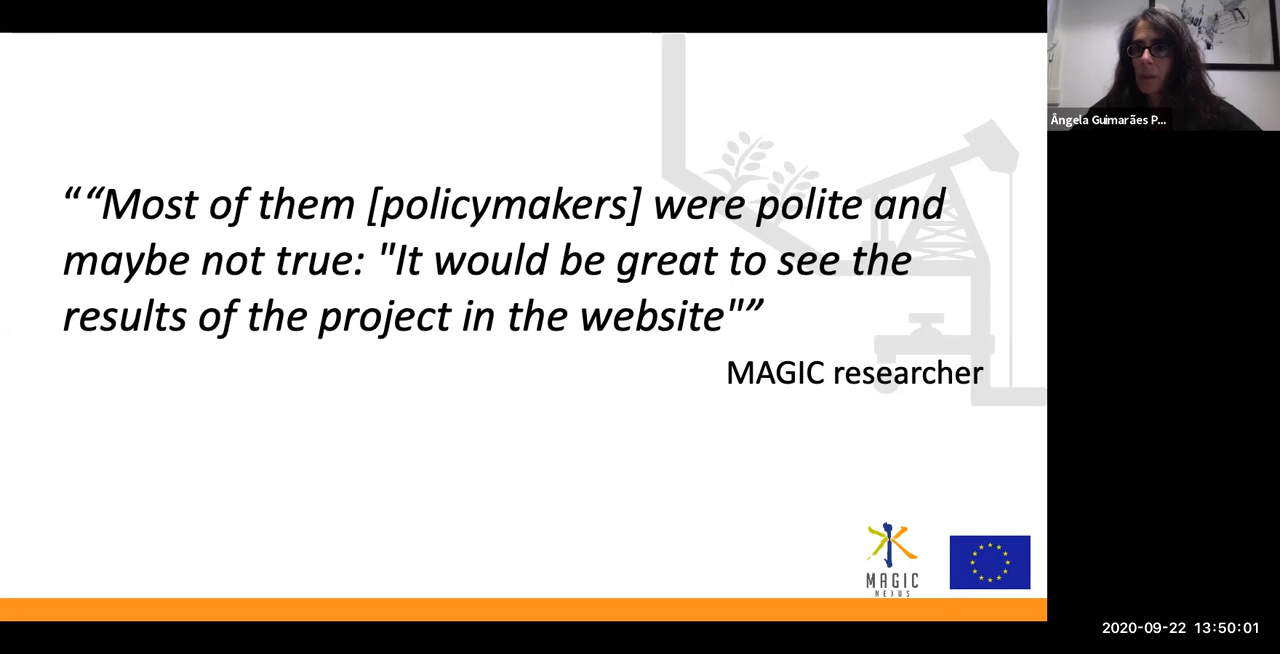 ““Most of them [policymakers] were polite and
maybe not true: "It would be great to see the
results of the project in the website"”
MAGIC researcher
MAGIC
NEXUS
Ângela Guimarães P...
2020-09-22 13:50:01